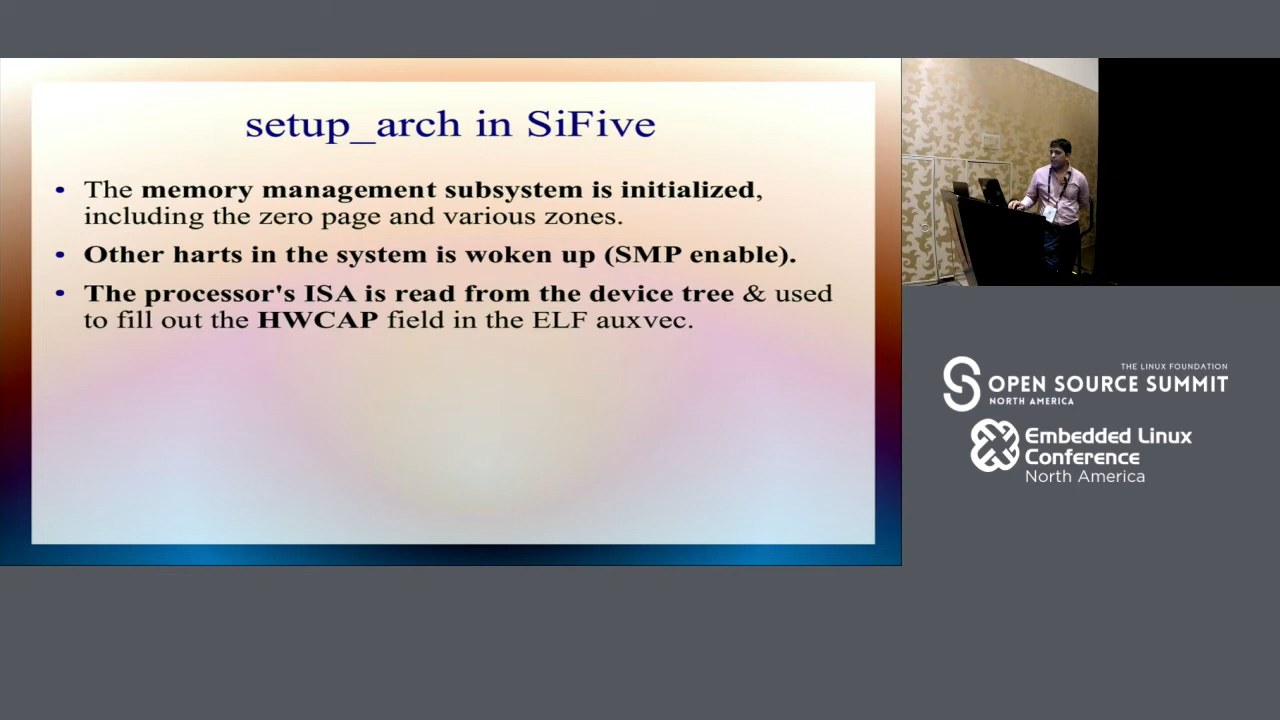 setup_arch in SiFive
• The memory management subsystem is initialized,
including the zero page and various zones.
• Other harts in the system is woken up (SMP enable).
• The processor's ISA is read from the device tree & used
to fill out the HWCAP field in the ELF auxvec.
THE LINUX FOUNDATION
OPEN SOURCE SUMMIT
NORTH AMERICA
Embedded Linux
Conference
North America